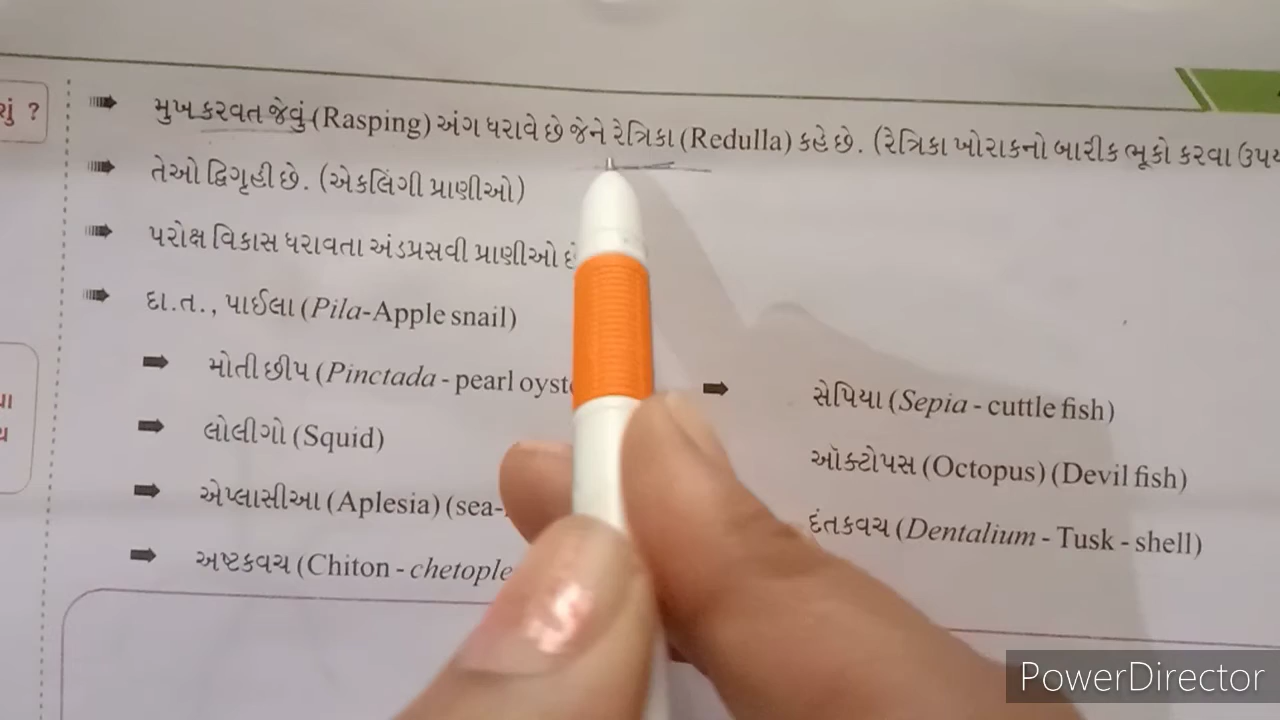 શું ?
મુખ કરવત જેવું (Rasping) અંગ ધરાવે છે જેને રેત્રિકા (Redulla) કહે છે. (રેત્રિકા ખોરાકનો બારીક ભૂકો કરવા
તેઓ દ્વિગૃહી છે. (એકલિંગી પ્રાણીઓ)
પરોક્ષ વિકાસ ધરાવતા અંડપ્રસવી પ્રાણીઓ
દા.ત., પાઈલા (Pila-Apple snail)
મોતી છીપ (Pinctada - pearl
સેપિયા (Sepia - cuttle fish)
લોલીગો (Squid)
ઑક્ટોપસ (Octopus) (Devil fish)
એપ્લાસીઆ (Aplesia) (sea-
દંતકવચ (Dentalium - Tusk - shell)
અષ્ટકવચ (Chiton - chetople
PowerDirector